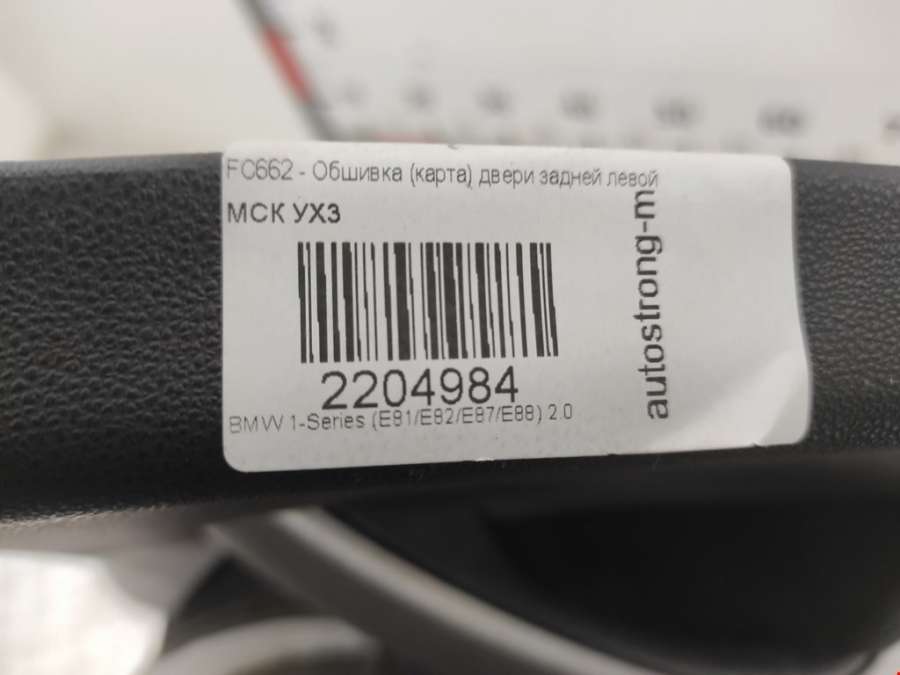 FC662 - Обшивка (карта) двери задней левой
МСК УХ3
2204984
BMW 1-Series (E81/E82/E87/E88) 2.0
autostrong-m